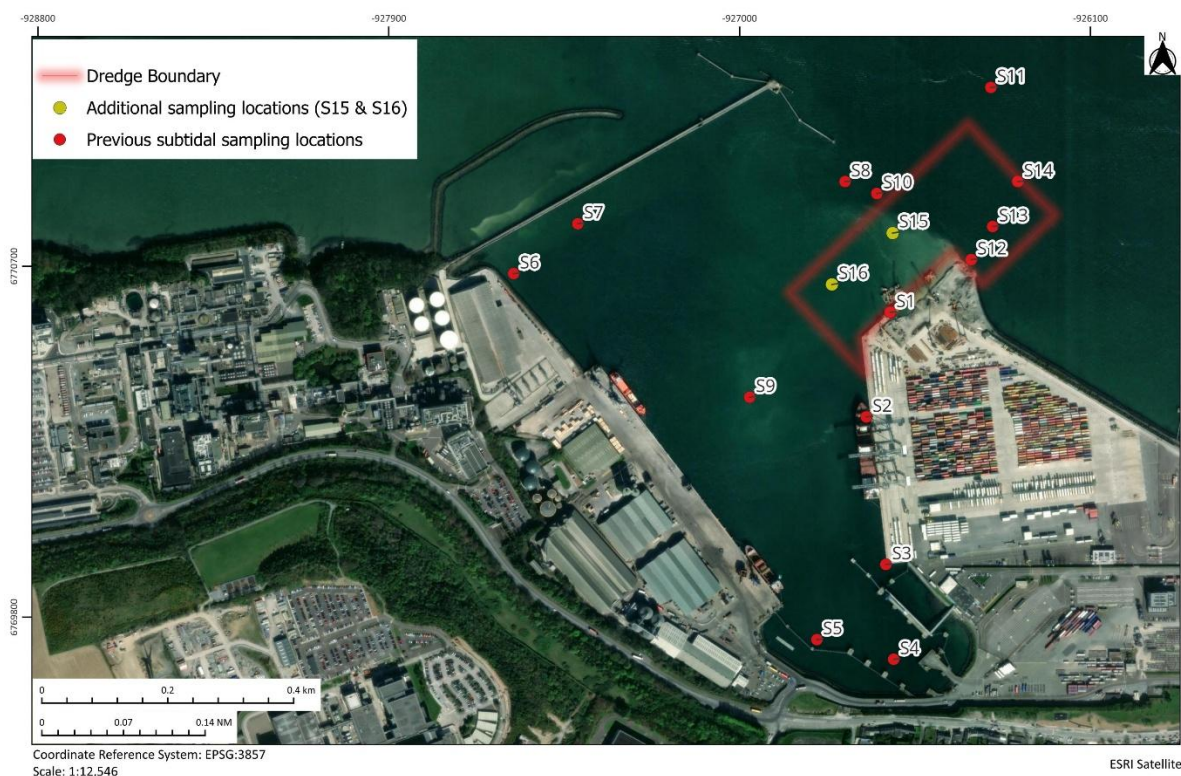 -928800
-927900
-927000
-926100
N
Dredge Boundary
Additional sampling locations (S15 & S16)
Previous subtidal sampling locations
S11
S8
S14
S10
S7
S13
S15
S12
S6
6770700
S16
S1
S9
S2
S3
6769800
S5
S4
0
0.2
0.4 km
0
0.07
0.14 NM
Coordinate Reference System: EPSG:3857
Scale: 1:12,546
ESRI Satellite